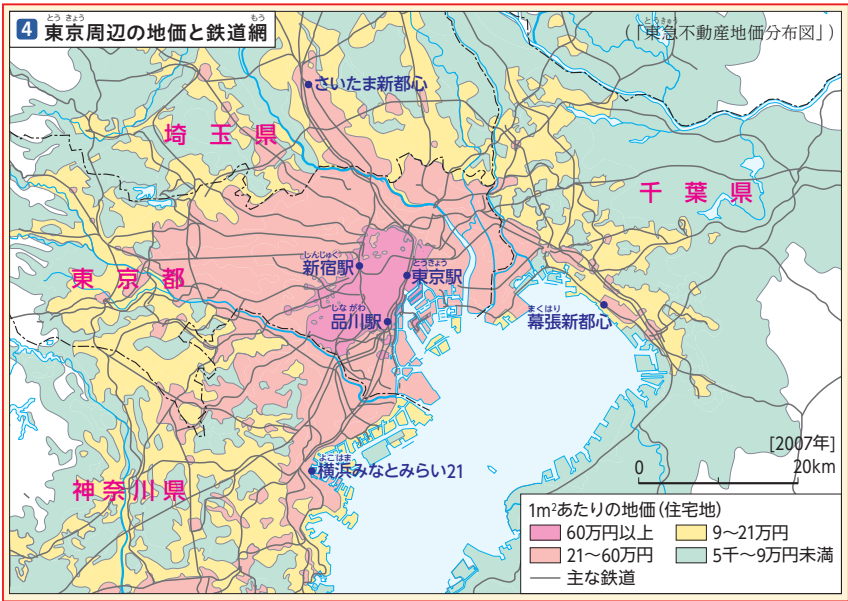 4 東京周辺の地価と鉄道網
とうきょう
もう
(「東急不動産地価分布図」)
とうきゅう
さいたま新都心
埼玉県
千葉県
しんじゅく
新宿駅
とうきょう
東京駅
東京都
しながわ
品川駅
まくはり
幕張新都心
よこはま
横浜みなとみらい21
神奈川県
[2007年]
0 20km
1m²あたりの地価(住宅地)
60万円以上 9〜21万円
21〜60万円 5千〜9万円未満
主な鉄道